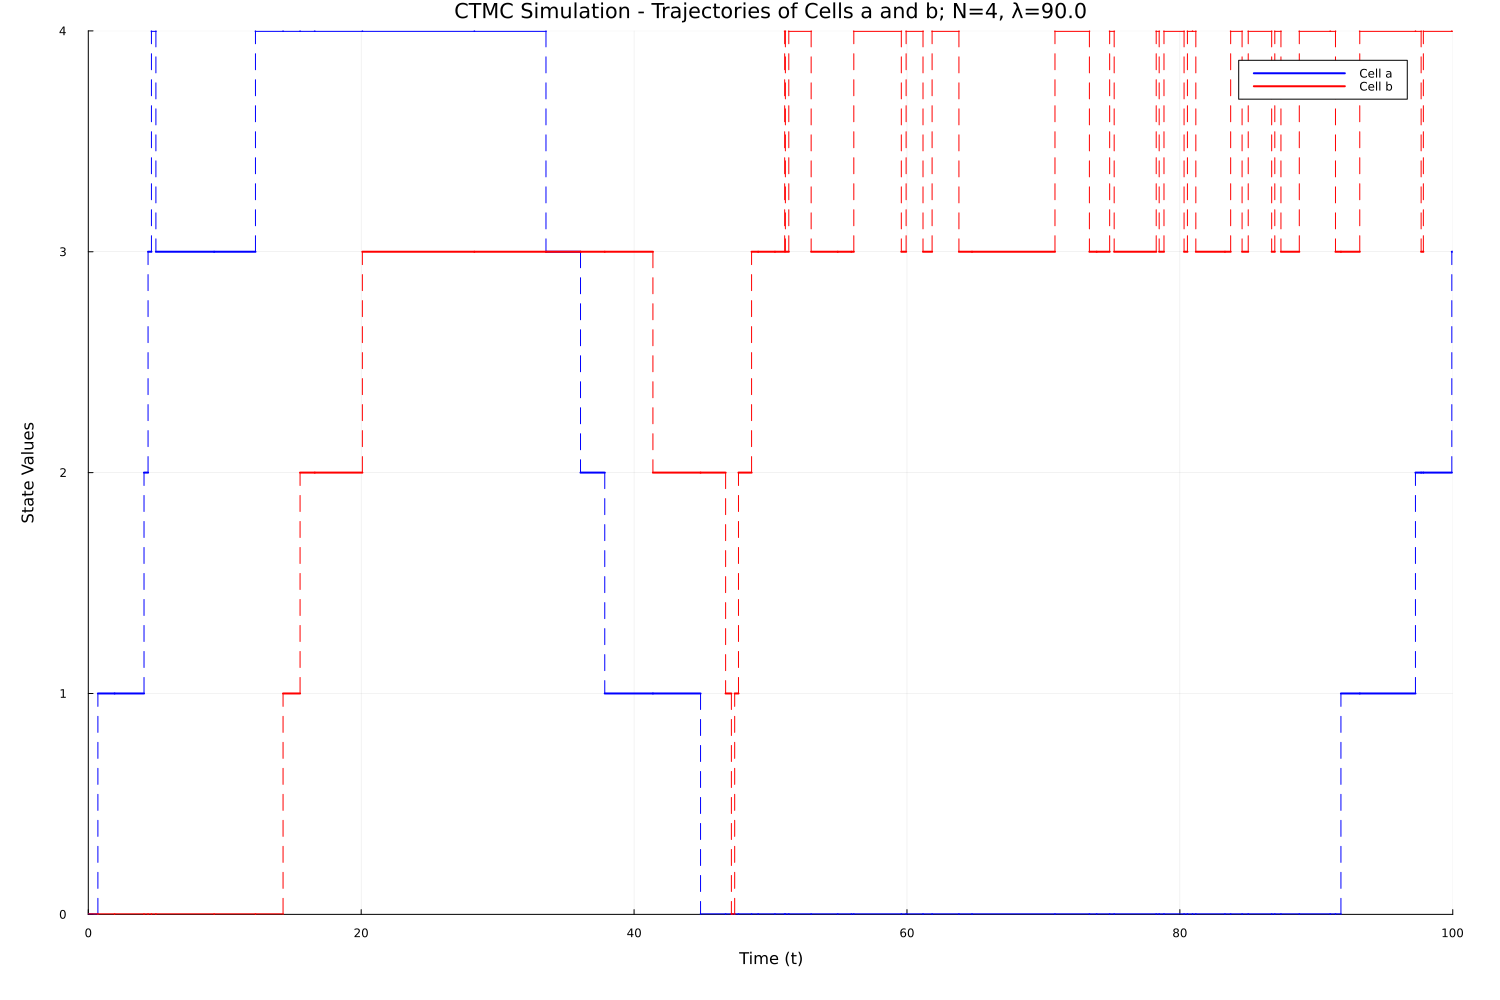 CTMC Simulation - Trajectories of Cells a and b; N=4, λ=90.0
4
Cell a
Cell b
3
State Values
2
1
0
0 20 40 60 80 100
Time (t)